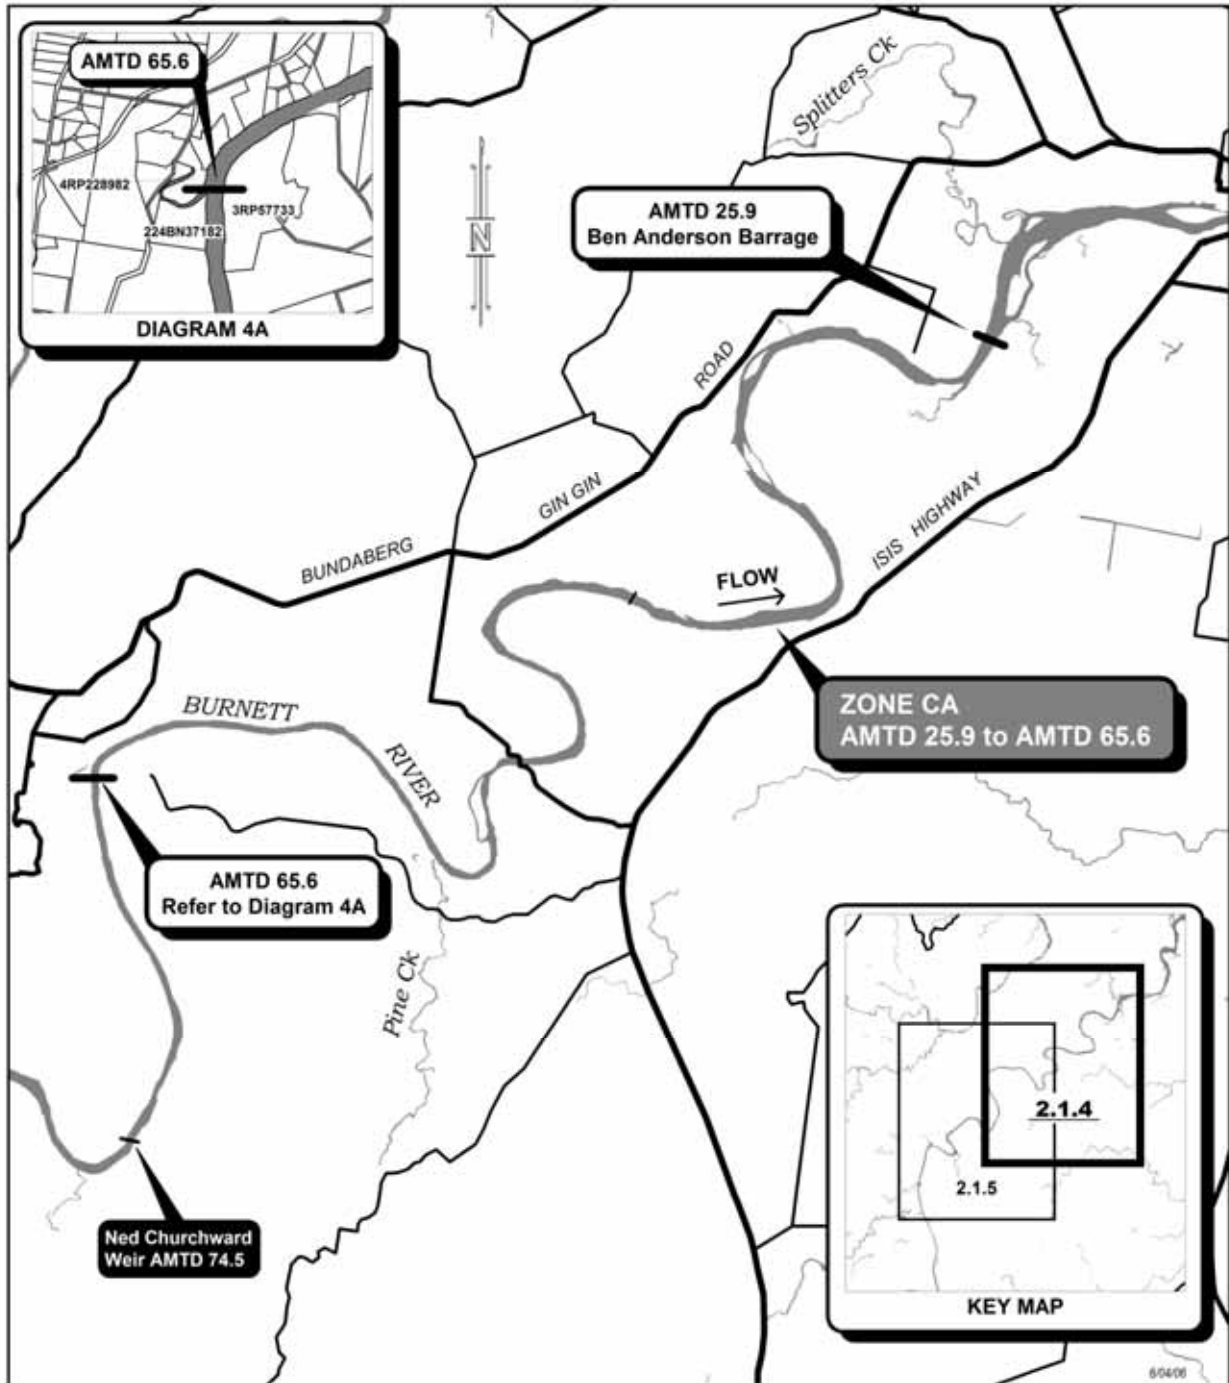 AMTD 65.6
4RP228982
3RP57733
224BN37182
DIAGRAM 4A
N
Splitters Ck
AMTD 25.9
Ben Anderson Barrage
ROAD
GIN GIN
BUNDABERG
ISIS HIGHWAY
FLOW
BURNETT
RIVER
ZONE CA
AMTD 25.9 to AMTD 65.6
AMTD 65.6
Refer to Diagram 4A
Pine Ck
Ned Churchward
Weir AMTD 74.5
2.1.4
2.1.5
KEY MAP
6/04/06